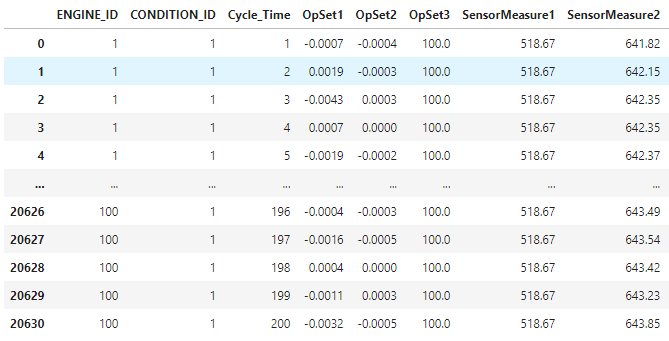 ENGINE_ID CONDITION_ID Cycle_Time OpSet1 OpSet2 OpSet3 SensorMeasure1 SensorMeasure2
0 1 1 1 -0.0007 -0.0004 100.0 518.67 641.82
1 1 1 2 0.0019 -0.0003 100.0 518.67 642.15
2 1 1 3 -0.0043 0.0003 100.0 518.67 642.35
3 1 1 4 0.0007 0.0000 100.0 518.67 642.35
4 1 1 5 -0.0019 -0.0002 100.0 518.67 642.37
... ... ... ... ... ... ... ... ...
20626 100 1 196 -0.0004 -0.0003 100.0 518.67 643.49
20627 100 1 197 -0.0016 -0.0005 100.0 518.67 643.54
20628 100 1 198 0.0004 0.0000 100.0 518.67 643.42
20629 100 1 199 -0.0011 0.0003 100.0 518.67 643.23
20630 100 1 200 -0.0032 -0.0005 100.0 518.67 643.85